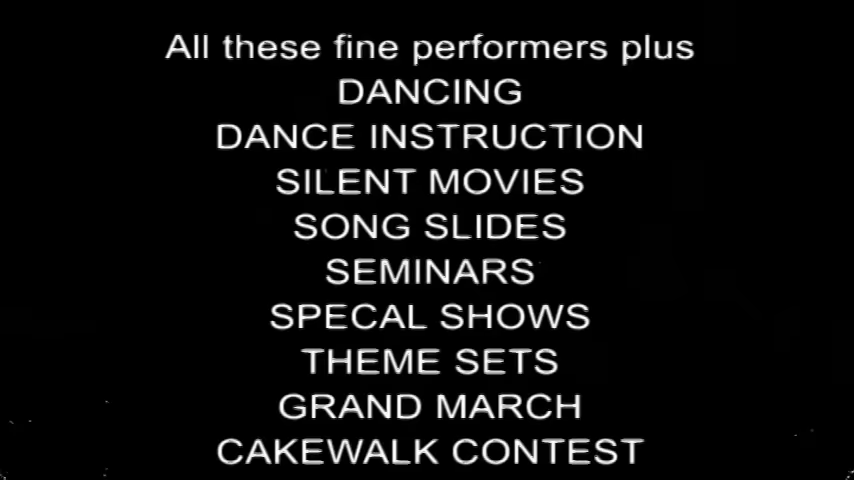 All these fine performers plus
DANCING
DANCE INSTRUCTION
SILENT MOVIES
SONG SLIDES
SEMINARS
SPECAL SHOWS
THEME SETS
GRAND MARCH
CAKEWALK CONTEST